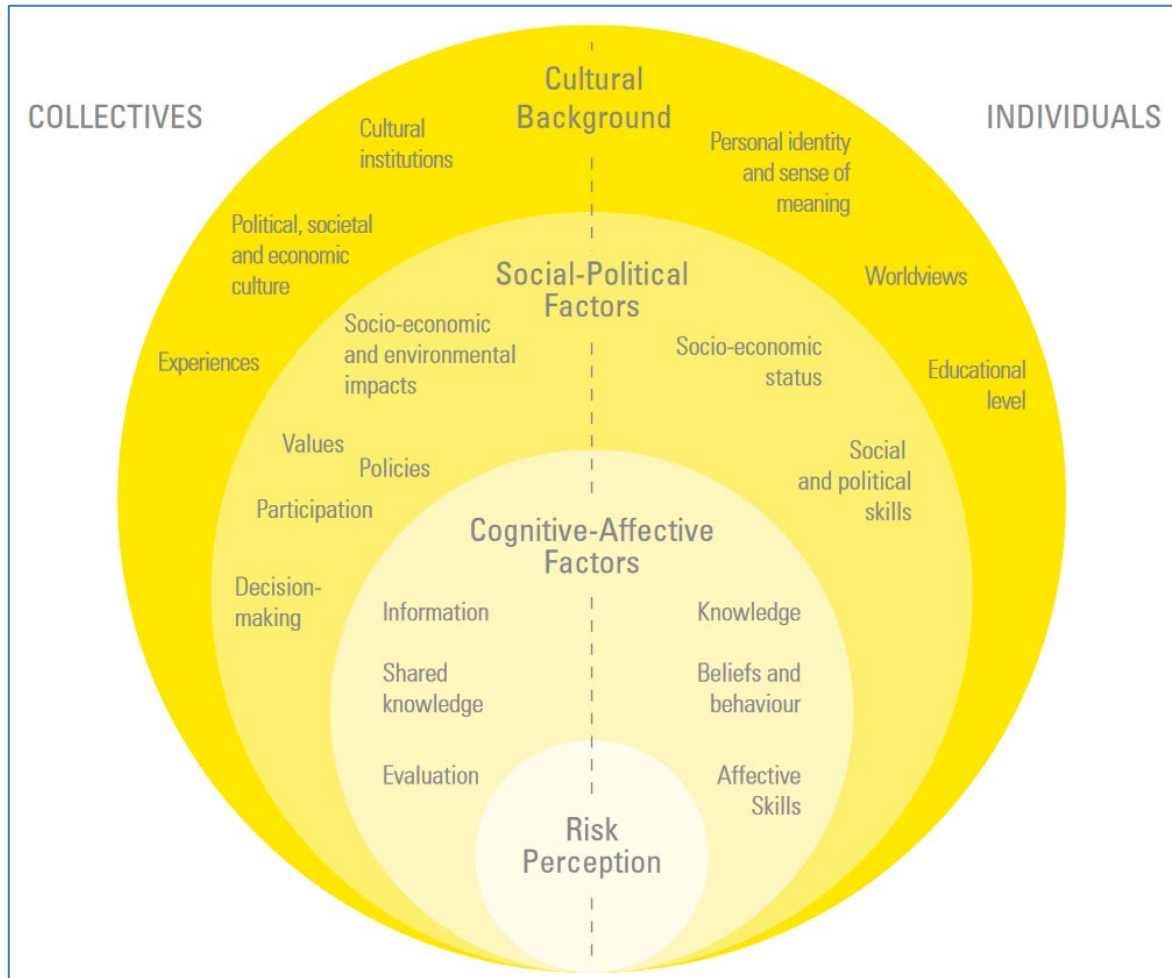 COLLECTIVES
INDIVIDUALS
Cultural
Background
Cultural
institutions
Political, societal
and economic
culture
Experiences
Personal identity
and sense of
meaning
Worldviews
Educational
level
Social-Political
Factors
Socio-economic
and environmental
impacts
Values
Policies
Participation
Decision-
making
Socio-economic
status
Social
and political
skills
Cognitive-Affective
Factors
Information
Shared
knowledge
Evaluation
Knowledge
Beliefs and
behaviour
Affective
Skills
Risk
Perception